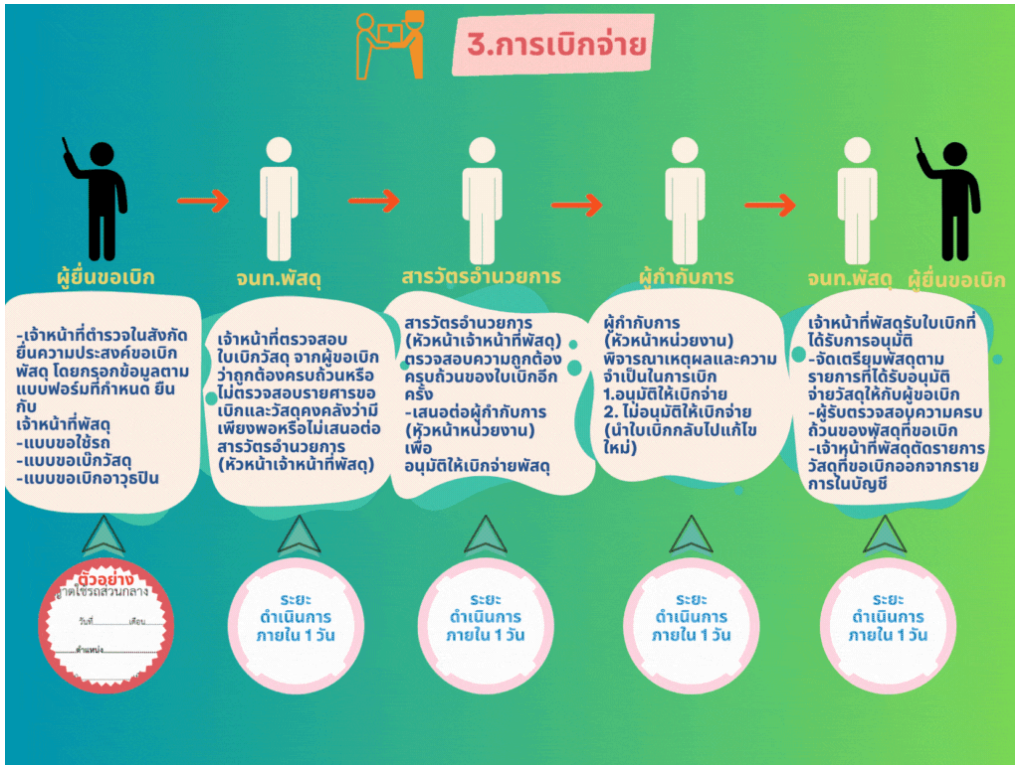 3.การเบิกจ่าย
ผู้ยื่นขอเบิก
จนท.พัสดุ
สารวัตรอำนวยการ
ผู้กำกับการ
จนท.พัสดุ
ผู้ยื่นขอเบิก
-เจ้าหน้าที่ตำรวจในสังกัด
ยื่นความประสงค์ขอเบิก
พัสดุ โดยกรอกข้อมูลตาม
แบบฟอร์มที่กำหนด ยืน
กับ
เจ้าหน้าที่พัสดุ
-แบบขอใช้รถ
-แบบขอเบ๊กวัสดุ
-แบบขอเบิกอาวุธปืน
เจ้าหน้าที่ตรวจสอบ
ใบเบิกวัสดุ จากผู้ขอเบิก
ว่าถูกต้องครบถ้วนหรือ
ไม่ตรวจสอบรายศารขอ
เบิกและวัสดุคงคลังว่ามี
เพียงพอหรือไม่เสนอต่อ
สารวัตรอำนวยการ
(หัวหน้าเจ้าหน้าที่พัสดุ)
สารวัตรอำนวยการ
(หัวหน้าเจ้าหน้าที่พัสดุ)
ตรวจสอบความถูกต้อง
ครบถ้วนของใบเบิกอีก
ครั้ง
-เสนอต่อผู้กำกับการ
(หัวหน้าหน่วยงาน)
เพื่อ
อนุมัติให้เบิกจ่ายพัสดุ
ผู้กำกับการ
(หัวหน้าหน่วยงาน)
พิจารณาเหตุผลและความ
จำเป็นในการเบิก
1.อนุมัติให้เบิกจ่าย
2. ไม่อนุมัติให้เบิกจ่าย
(นำใบเบิกกลับไปแก้ไข
ใหม่)
เจ้าหน้าที่พัสดุรับใบเบิกที่
ได้รับการอนุมัติ
-จัดเตรียมพัสดุตาม
รายการที่ได้รับอนุมัติ
จ่ายวัสดุให้กับผู้ขอเบิก
-ผู้รับตรวจสอบความครบ
ถ้วนของพัสดุที่ขอเบิก
-เจ้าหน้าที่พัสดุตัดรายการ
วัสดุที่ขอเบิกออกจากราย
การในบัญชี
ตัวอย่าง
าตใช้รถส่วนกลาง
วันที่..........เดือน
ตำแหน่ง
ระยะ
ดำเนินการ
ภายใน 1 วัน
ระยะ
ดำเนินการ
ภายใน 1 วัน
ระยะ
ดำเนินการ
ภายใน 1 วัน
ระยะ
ดำเนินการ
ภายใน 1 วัน